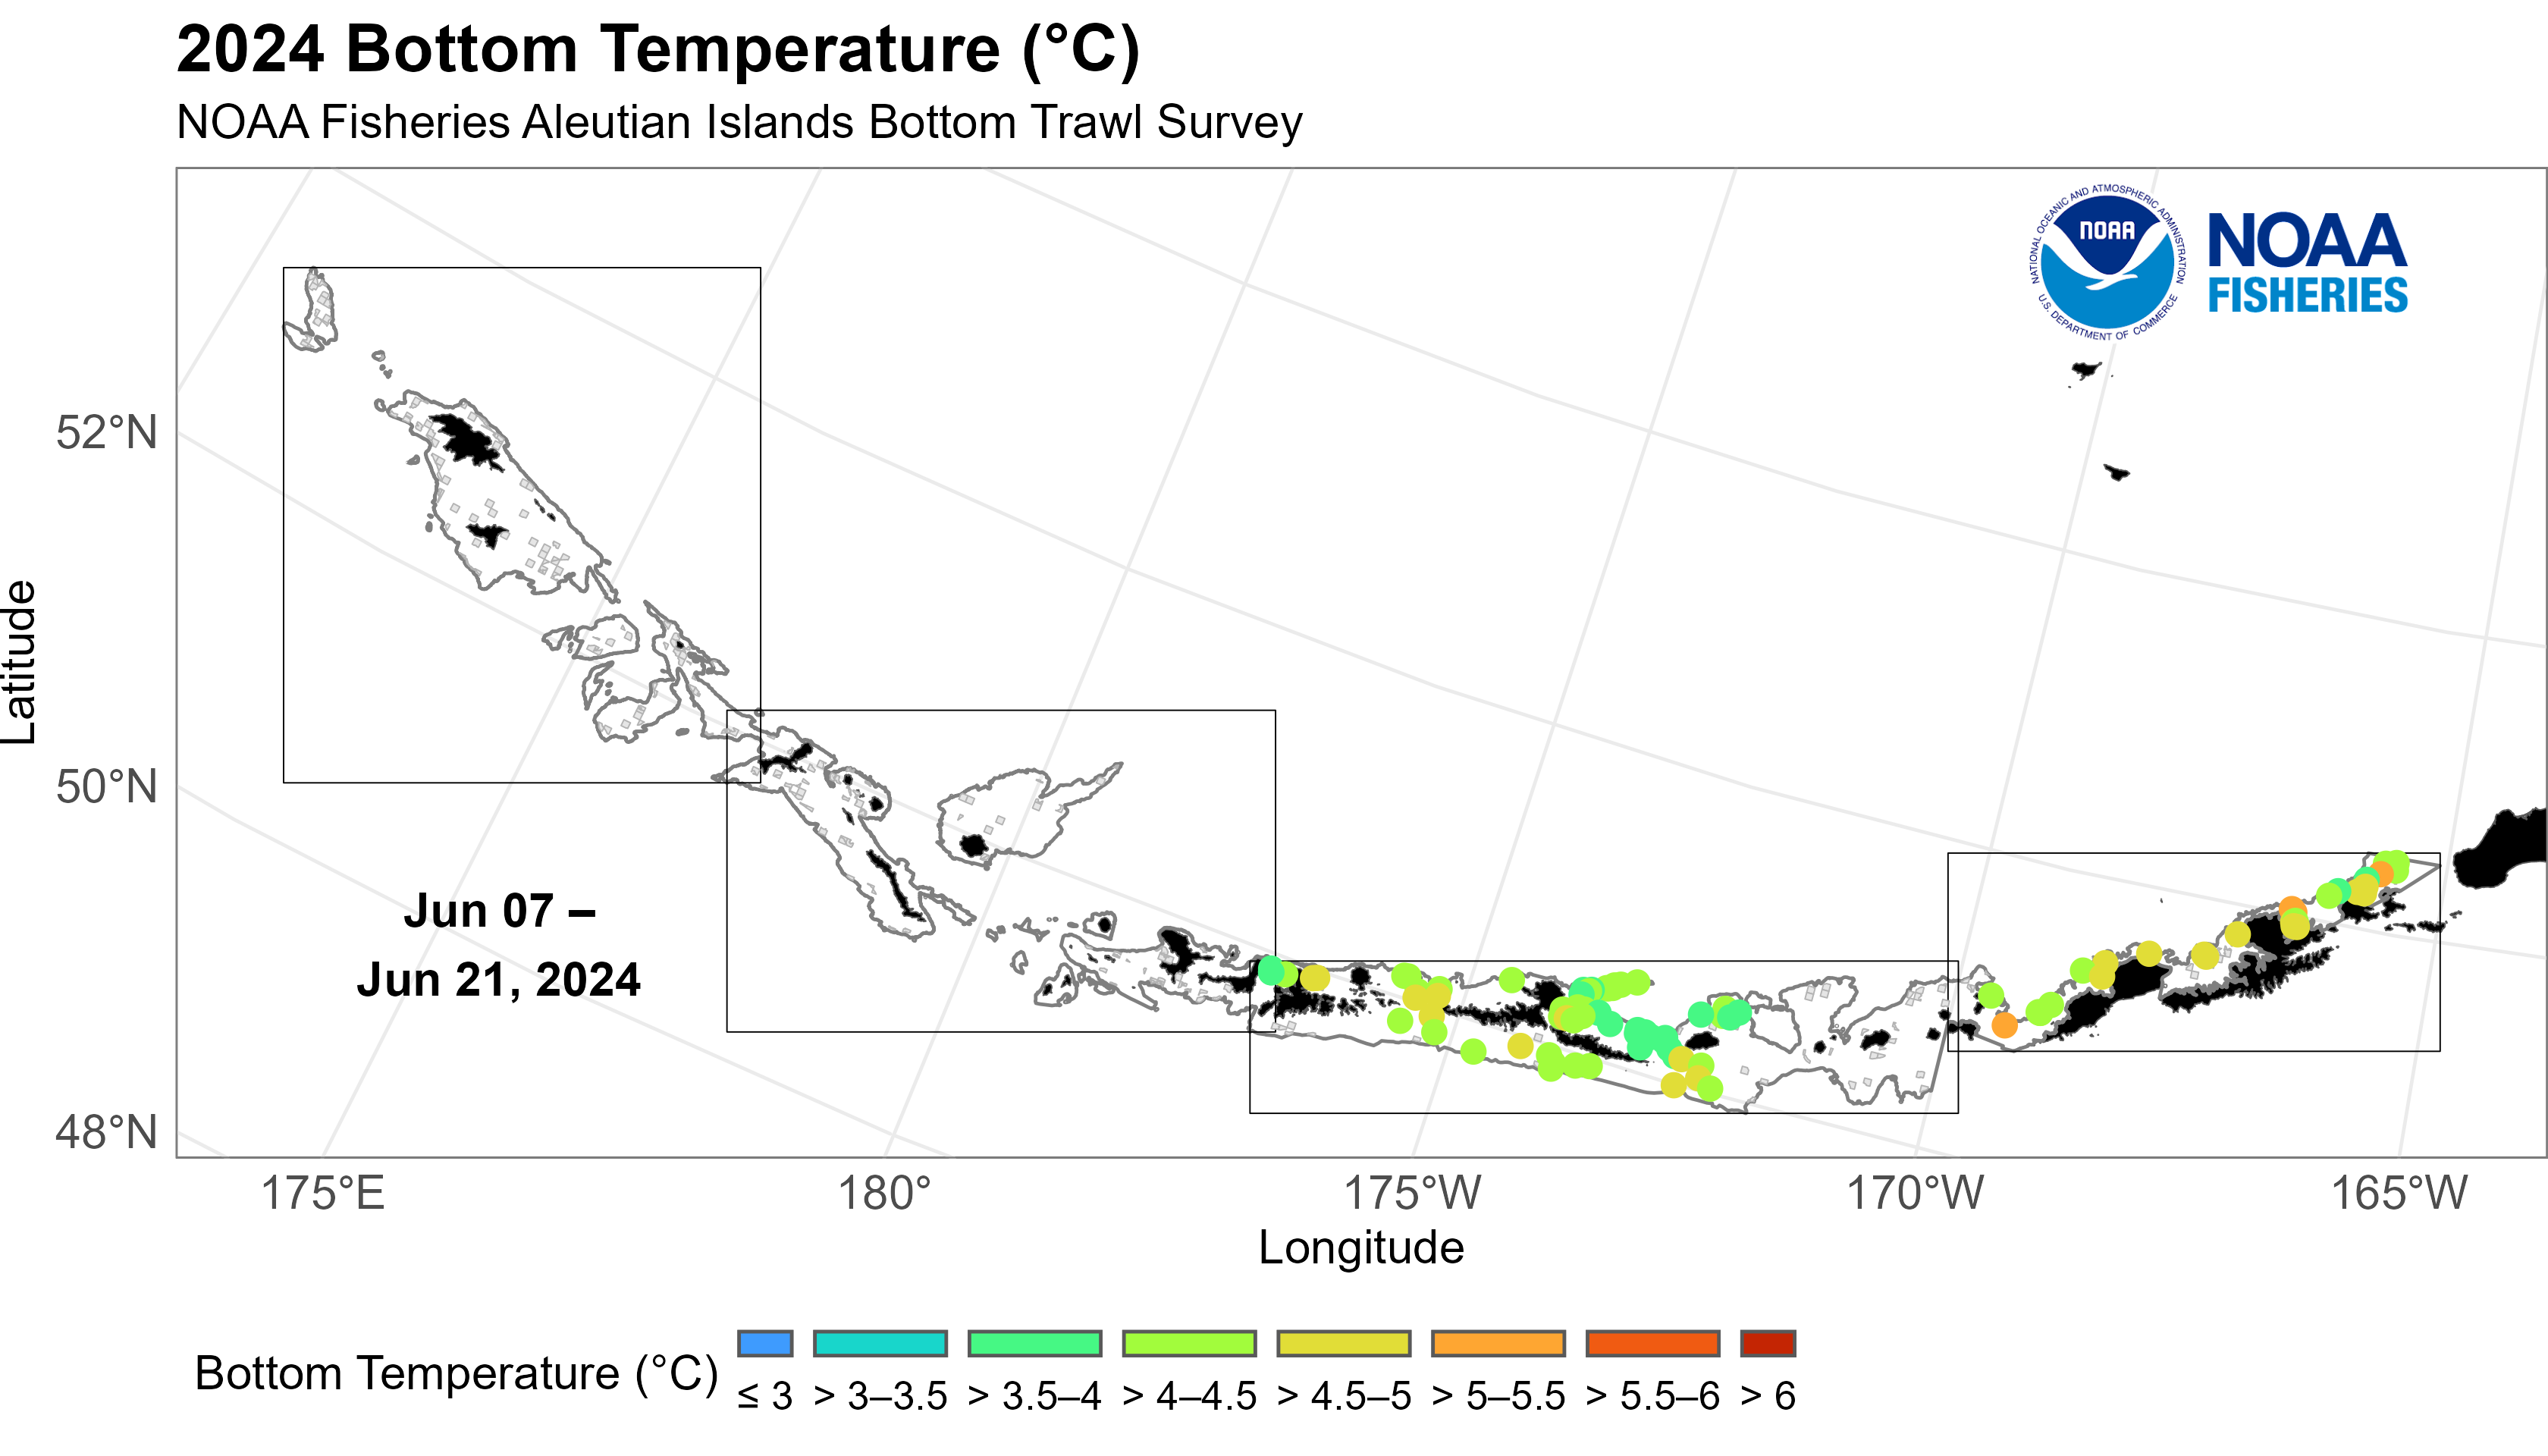 2024 Bottom Temperature (°C)
NOAA Fisheries Aleutian Islands Bottom Trawl Survey
NATIONAL OCEANIC AND ATMOSPHERIC ADMINISTRATION
U.S. DEPARTMENT OF COMMERCE
NOAA
NOAA
FISHERIES
52°N
50°N
48°N
Latitude
Jun 07 –
Jun 21, 2024
175°E 180° 175°W 170°W 165°W
Longitude
Bottom Temperature (°C)
≤ 3 > 3–3.5 > 3.5–4 > 4–4.5 > 4.5–5 > 5–5.5 > 5.5–6 > 6